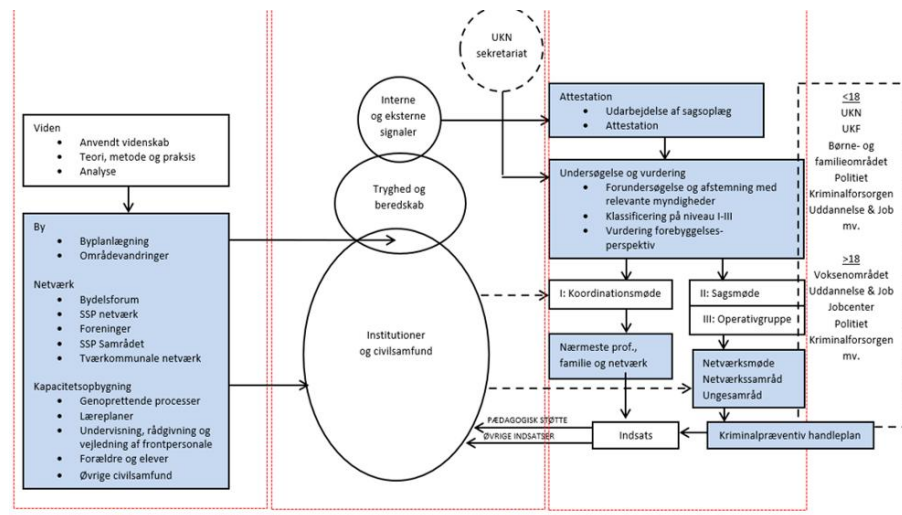 Viden
• Anvendt videnskab
• Teori, metode og praksis
• Analyse
By
• Byplanlægning
• Områdevandringer
Netværk
• Bydelsforum
• SSP netværk
• Foreninger
• SSP Samrådet
• Tværkommunale netværk
Kapacitetsopbygning
• Genoprettende processer
• Læreplaner
• Undervisning, rådgivning og
vejledning af frontpersonale
• Forældre og elever
• Øvrige civilsamfund
UKN
sekretariat
Interne
og eksterne
signaler
Tryghed og
beredskab
Institutioner
og civilsamfund
Attestation
• Udarbejdelse af sagsoplæg
• Attestation
Undersøgelse og vurdering
• Forundersøgelse og afstemning med
relevante myndigheder
• Klassificering på niveau I-III
• Vurdering forebyggelses-
perspektiv
I: Koordinationsmøde
II: Sagsmøde
III: Operativgruppe
Nærmeste prof.,
familie og netværk
Netværksmøde
Netværkssamråd
Ungesamråd
PÆDAGOGISK STØTTE
ØVRIGE INDSATSER
Indsats
Kriminalpræventiv handleplan
<18
UKN
UKF
Børne- og
familieområdet
Politiet
Kriminalforsorgen
Uddannelse & Job
mv.
>18
Voksenområdet
Uddannelse & Job
Jobcenter
Politiet
Kriminalforsorgen
mv.